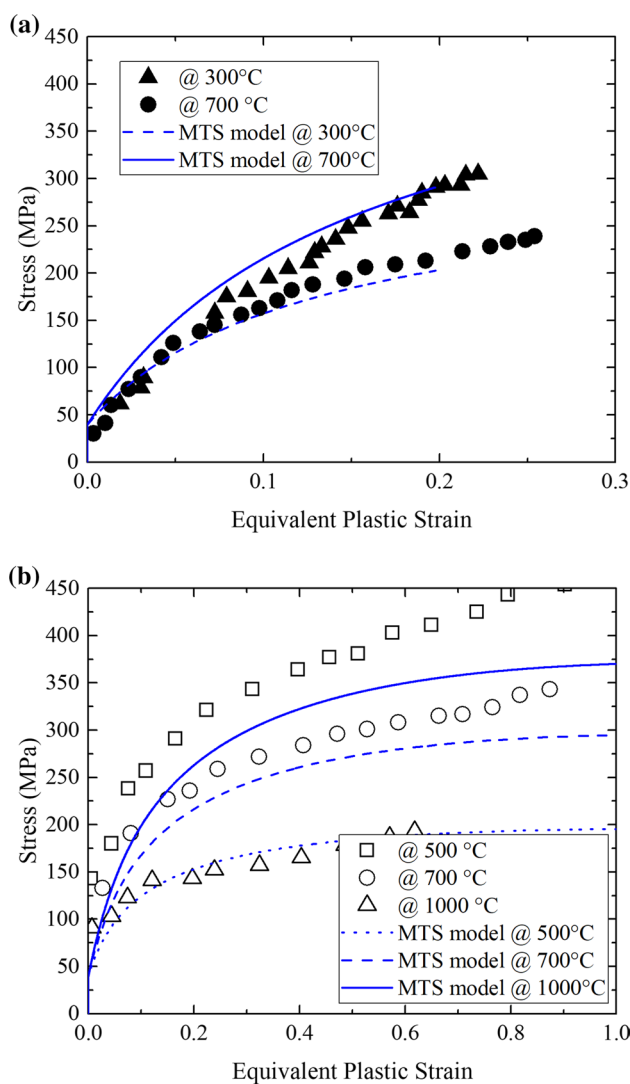 (a)
450
400
350
300
250
200
150
100
50
0
Stress (MPa)
@ 300°C
@ 700 °C
MTS model @ 300°C
MTS model @ 700°C
0.0 0.1 0.2 0.3
Equivalent Plastic Strain
(b)
450
400
350
300
250
200
150
100
50
0
Stress (MPa)
@ 500 °C
@ 700 °C
@ 1000 °C
MTS model @ 500°C
MTS model @ 700°C
MTS model @ 1000°C
0.0 0.2 0.4 0.6 0.8 1.0
Equivalent Plastic Strain